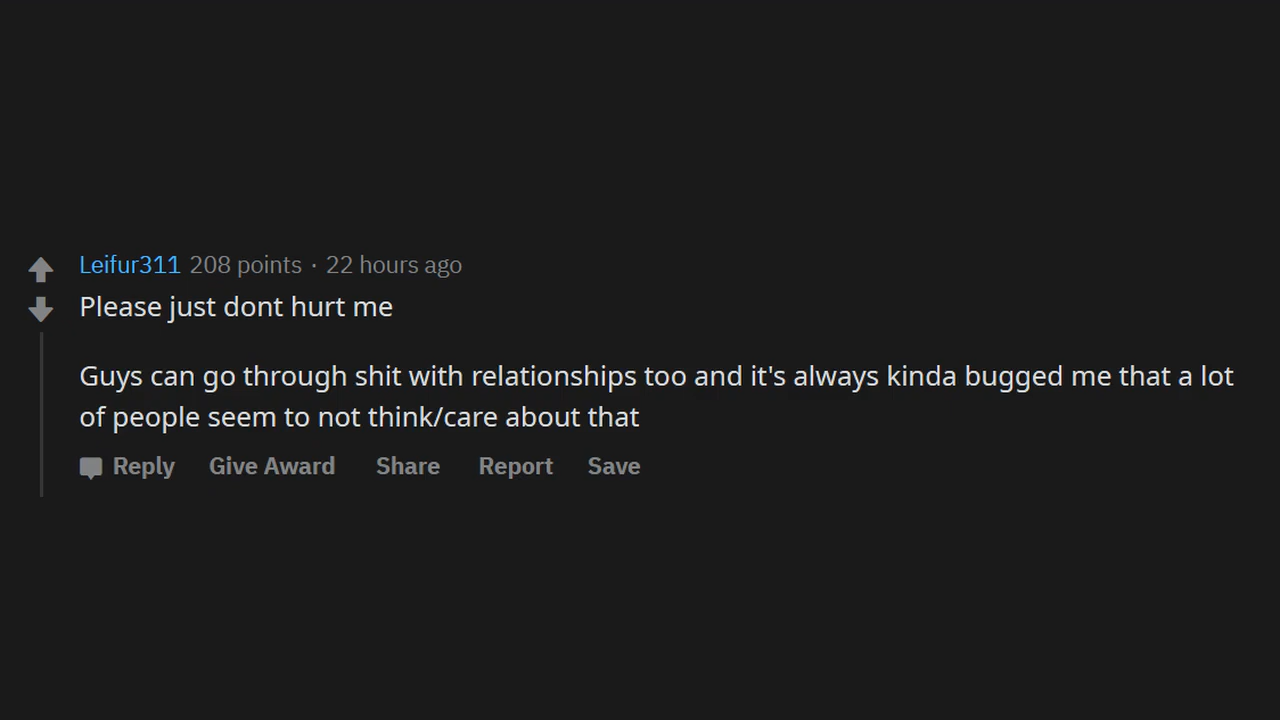 Leifur311 208 points · 22 hours ago
Please just dont hurt me
Guys can go through shit with relationships too and it's always kinda bugged me that a lot
of people seem to not think/care about that
Reply Give Award Share Report Save